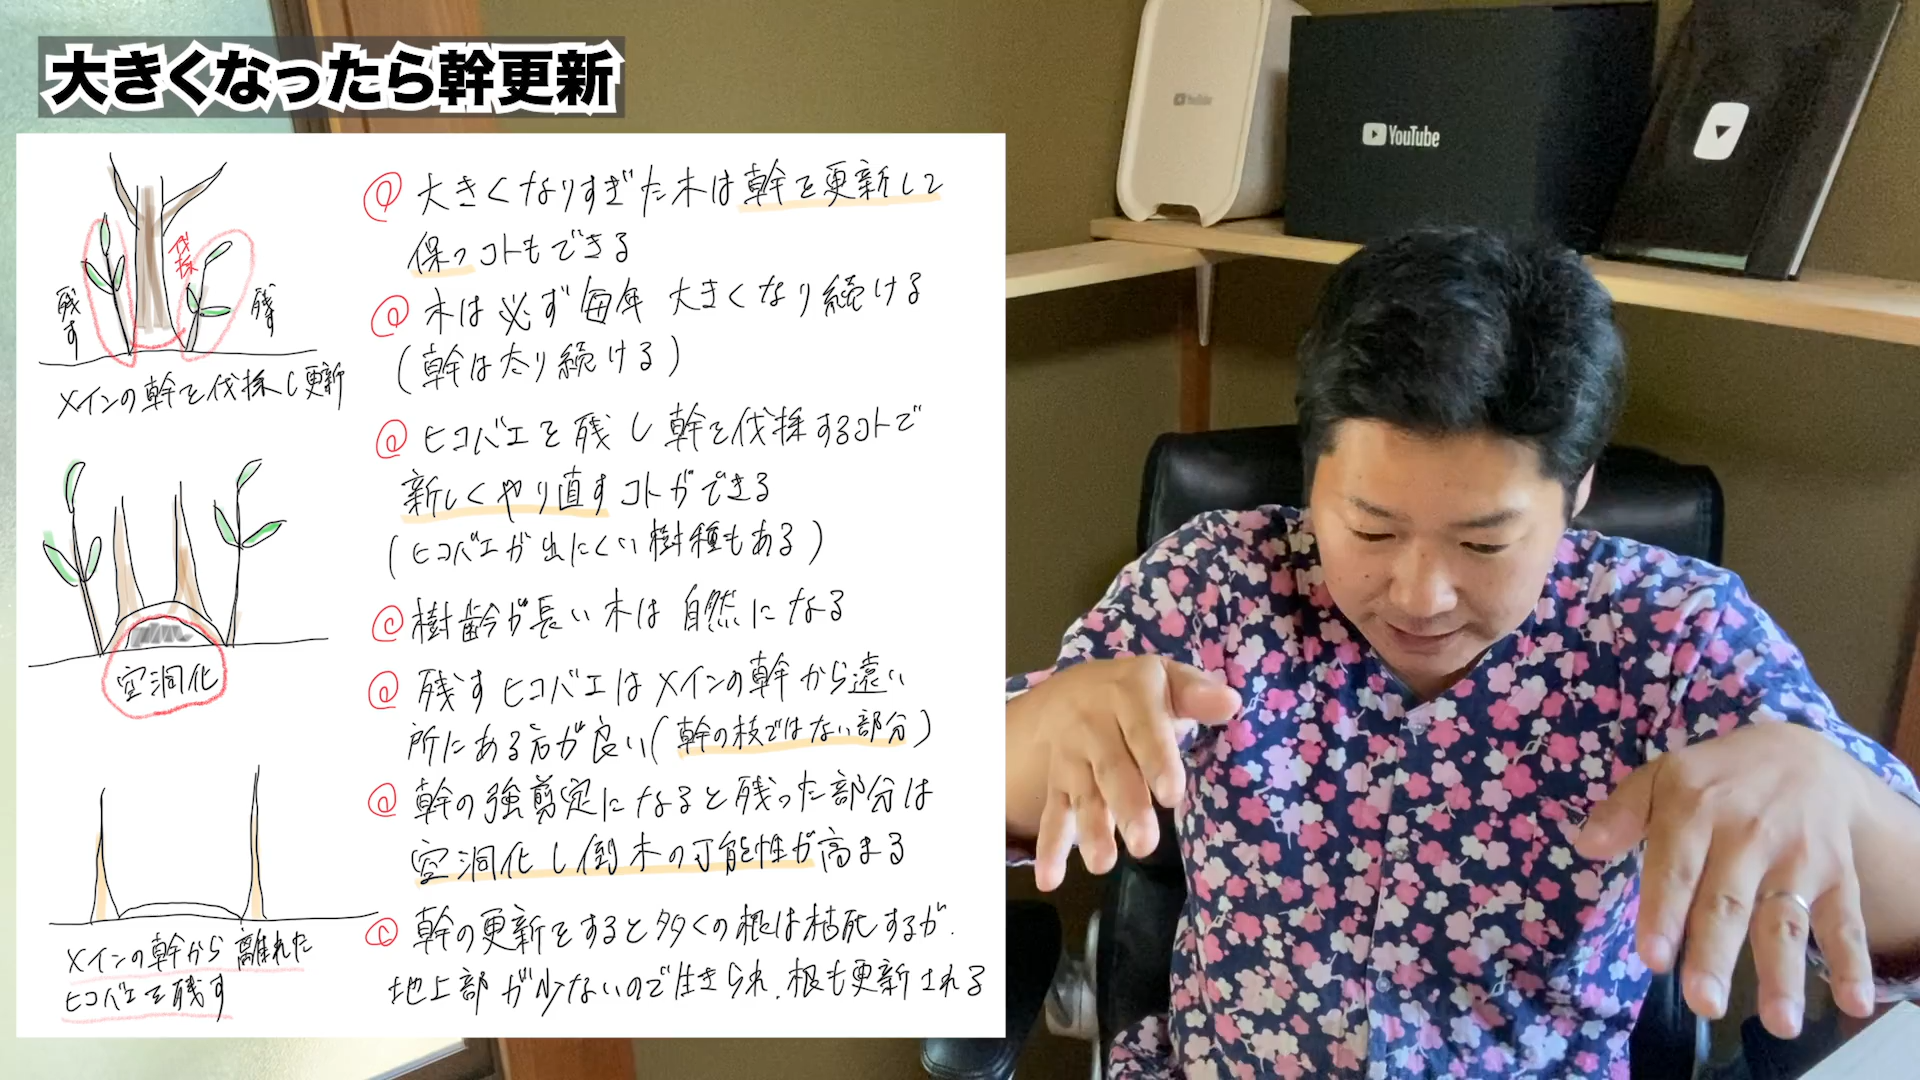 大きくなったら幹更新
YouTube
YouTube
@ 大きくなりすぎた木は幹を更新して
保つコトもできる
@ 木は必ず毎年 大きくなり続ける
(幹は太り続ける)
@ ヒコバエを残し幹を伐採するコトで
新しくやり直すコトができる
(ヒコバエが出にくい樹種もある)
@ 樹齢が長い木は自然になる
@ 残すヒコバエはメインの幹から遠い
所にある方が良い(幹の枝ではない部分)
@ 幹の強剪定になると残った部分は
空洞化し倒木の可能性が高まる
@ 幹の更新をすると多くの根は枯死するが.
地上部が少ないので生きられ、根も更新される
残す
伐採
残す
メインの幹を伐採し更新
空洞化
メインの幹から離れた
ヒコバエを残す